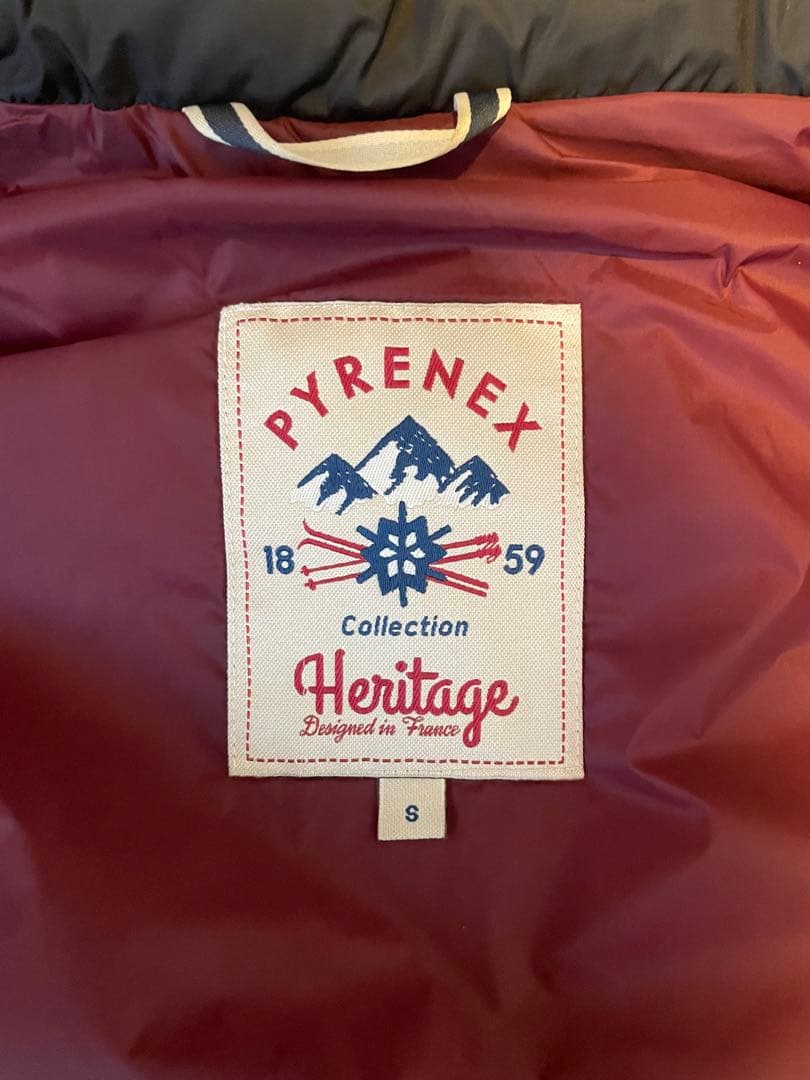 PYRENEX
18 59
Collection
Heritage
Designed in France
S